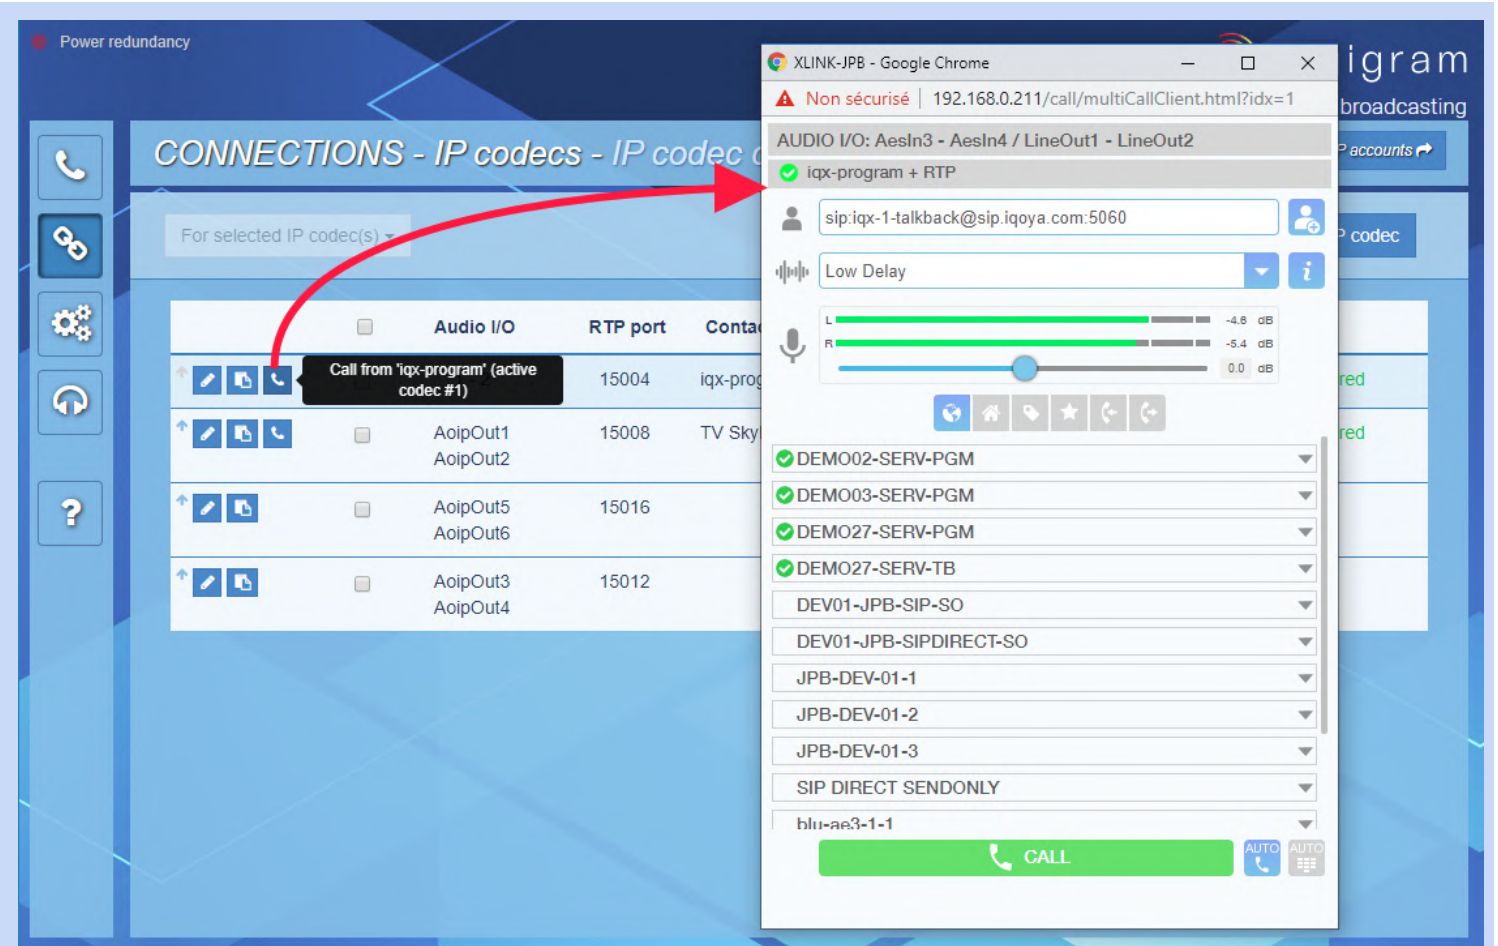 Power redundancy
igram
broadcasting
CONNECTIONS - IP codecs - IP codec
accounts
For selected IP codec(s)
codec
Audio I/O
RTP port
15004
iqx-prog
red
Call from 'iqx-program' (active
codec #1)
AoipOut1
AoipOut2
15008
TV Sky
red
AoipOut5
AoipOut6
15016
AoipOut3
AoipOut4
15012
?
XLINK-JPB - Google Chrome
Non sécurisé | 192.168.0.211/call/multiCallClient.html?idx=1
AUDIO I/O: AesIn3 - AesIn4 / LineOut1 - LineOut2
iqx-program + RTP
sip:iqx-1-talkback@sip.iqoya.com:5060
Low Delay
i
L -4.6 dB
R -5.4 dB
0.0 dB
DEMO02-SERV-PGM
DEMO03-SERV-PGM
DEMO27-SERV-PGM
DEMO27-SERV-TB
DEV01-JPB-SIP-SO
DEV01-JPB-SIPDIRECT-SO
JPB-DEV-01-1
JPB-DEV-01-2
JPB-DEV-01-3
SIP DIRECT SENDONLY
blu-ae3-1-1
CALL
AUTO
AUTO